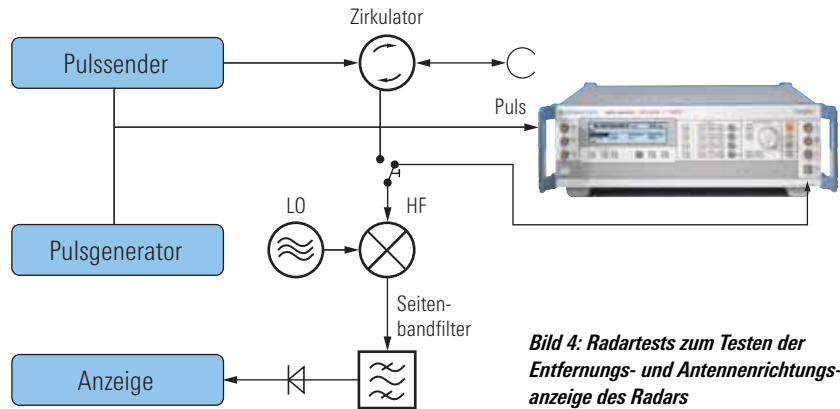 Zirkulator
Pulssender
Puls
LO
HF
Pulsgenerator
Seiten-
bandfilter
Anzeige
Bild 4: Radartests zum Testen der
Entfernungs- und Antennenrichtungs-
anzeige des Radars